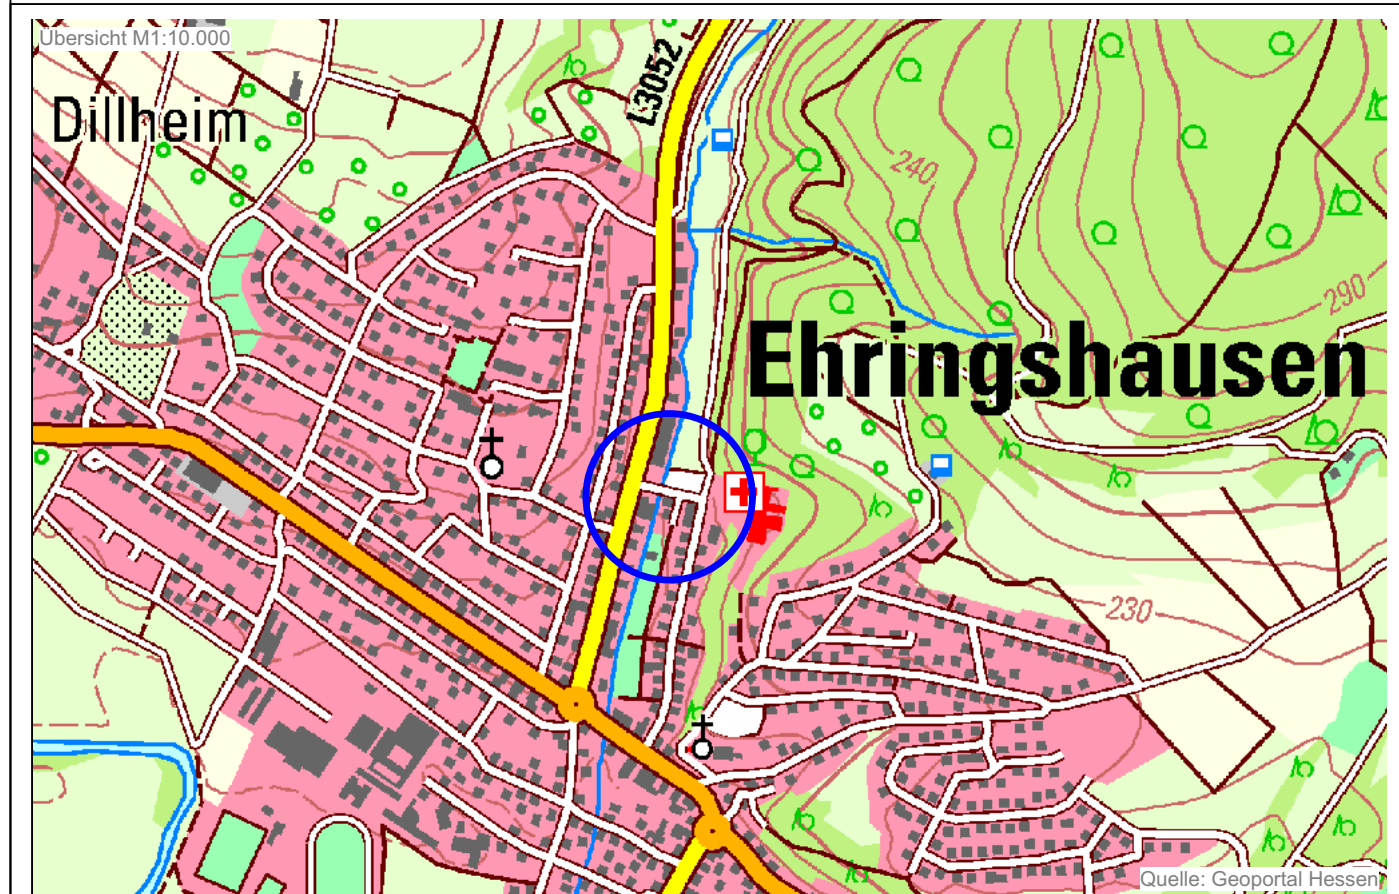 Übersicht M1:10.000
L3052
Dillheim
240
290
Ehringshausen
230
Quelle: Geoportal Hessen